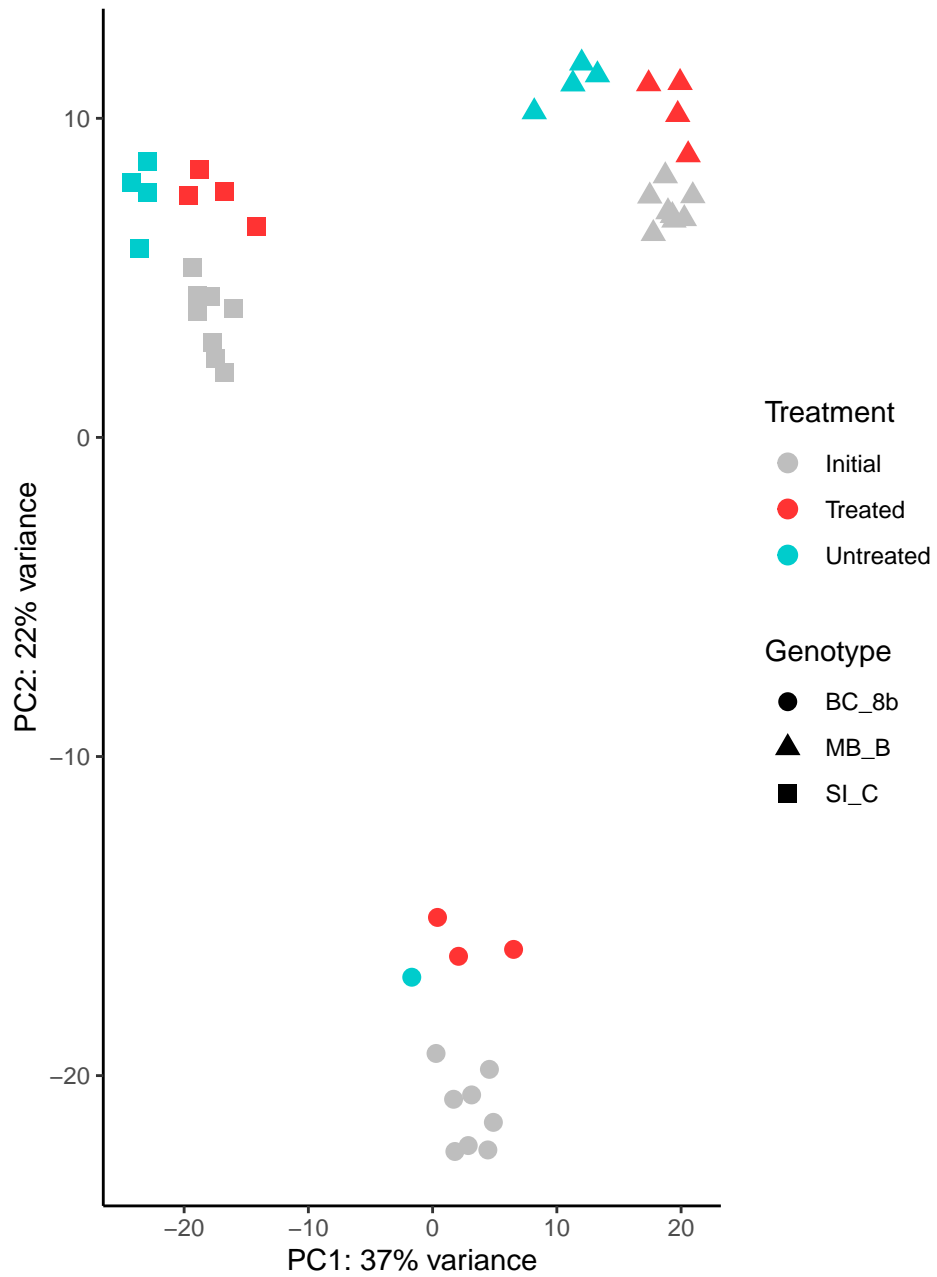 10
0
−10
−20
PC2: 22% variance
−20
−10
0
10
20
PC1: 37% variance
Treatment
Initial
Treated
Untreated
Genotype
BC_8b
MB_B
SI_C